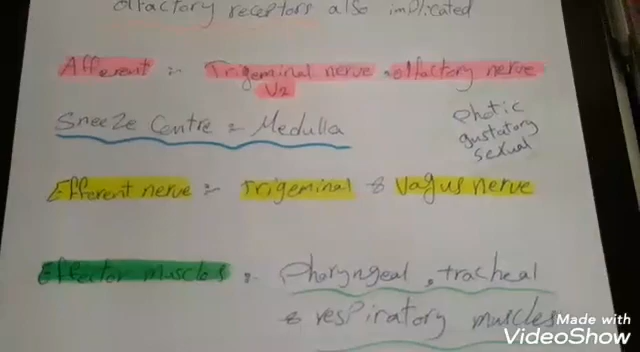 olfactory receptors also implicated
Afferent :- Trigeminal nerve, olfactory nerve
V2
Sneeze Centre :- Medulla
photic
gustatory
sexual
Efferent nerve :- Trigeminal & Vagus nerve
Effector muscles :- Pharyngeal, tracheal
& respiratory muscles
Made with
VideoShow